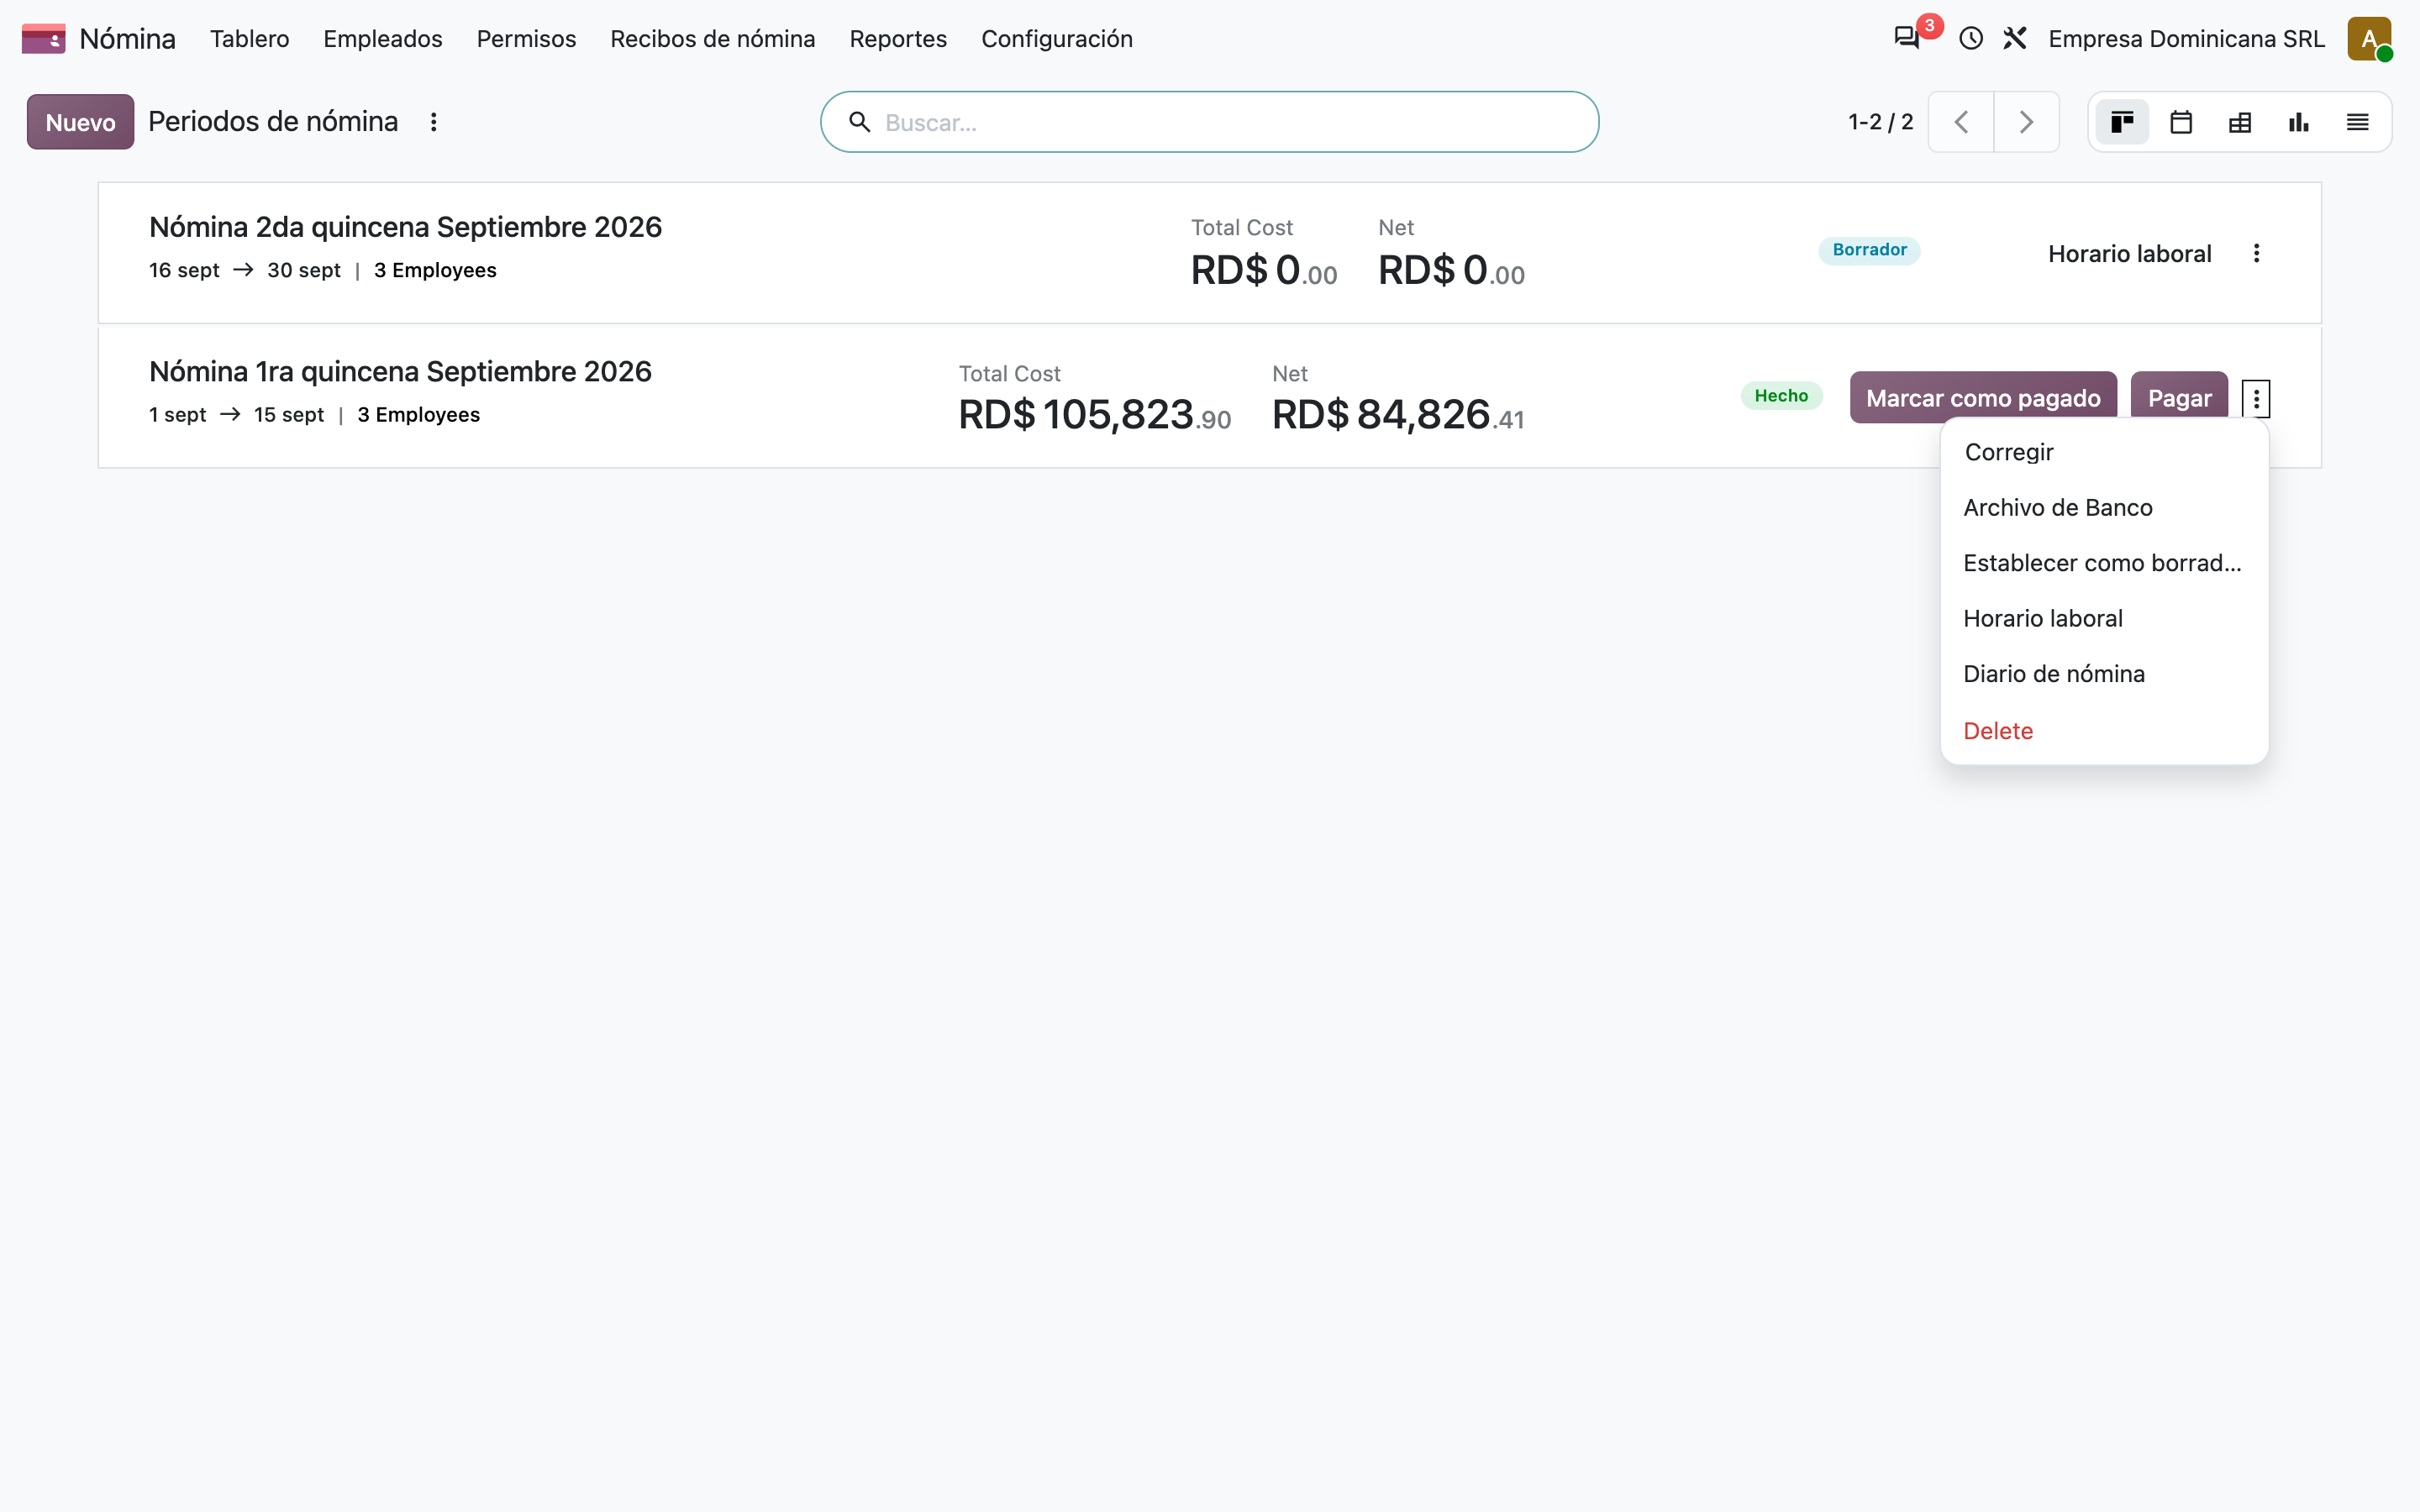 Nómina Tablero Empleados Permisos Recibos de nómina Reportes Configuración 3 Empresa Dominicana SRL A
Nuevo Periodos de nómina Buscar... 1-2 / 2
Nómina 2da quincena Septiembre 2026
16 sept → 30 sept | 3 Employees
Total Cost
RD$ 0.00
Net
RD$ 0.00
Borrador
Horario laboral
Nómina 1ra quincena Septiembre 2026
1 sept → 15 sept | 3 Employees
Total Cost
RD$ 105,823.90
Net
RD$ 84,826.41
Hecho
Marcar como pagado
Pagar
Corregir
Archivo de Banco
Establecer como borrad...
Horario laboral
Diario de nómina
Delete